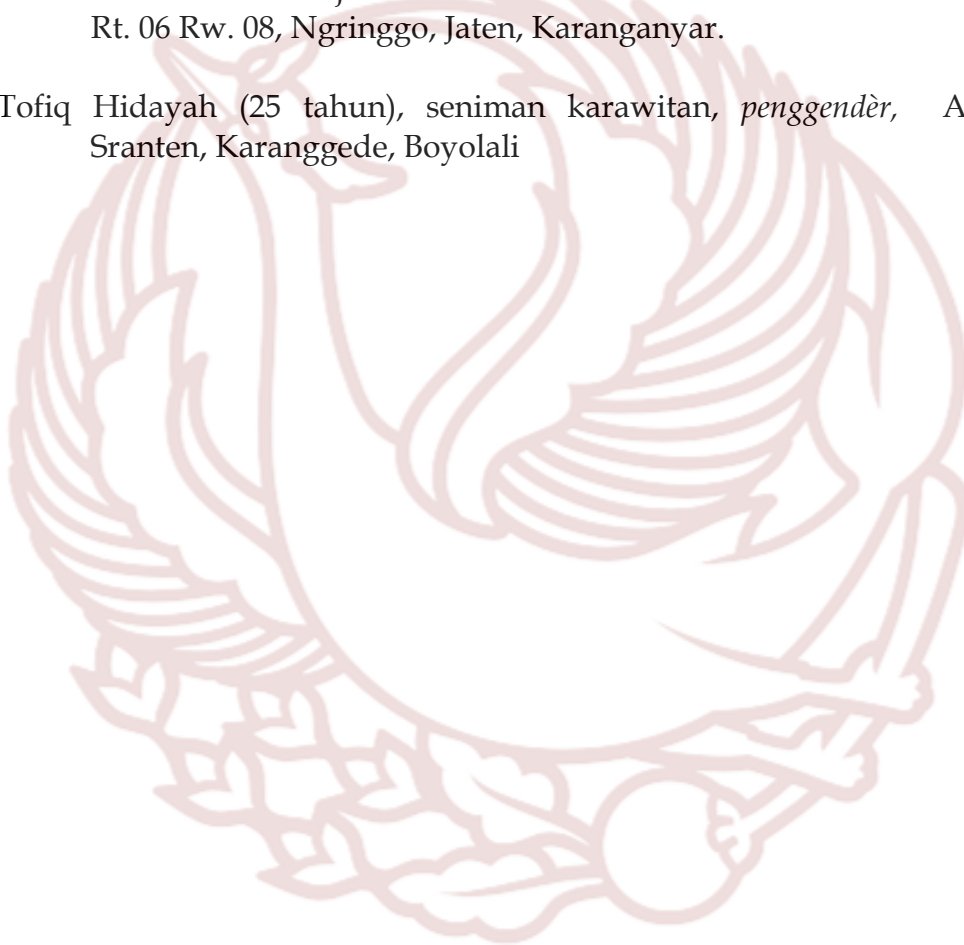 Rt. 06 Rw. 08, Ngringgo, Jaten, Karanganyar.
Tofiq Hidayah (25 tahun), seniman karawitan, penggendèr, A
Sranten, Karanggede, Boyolali